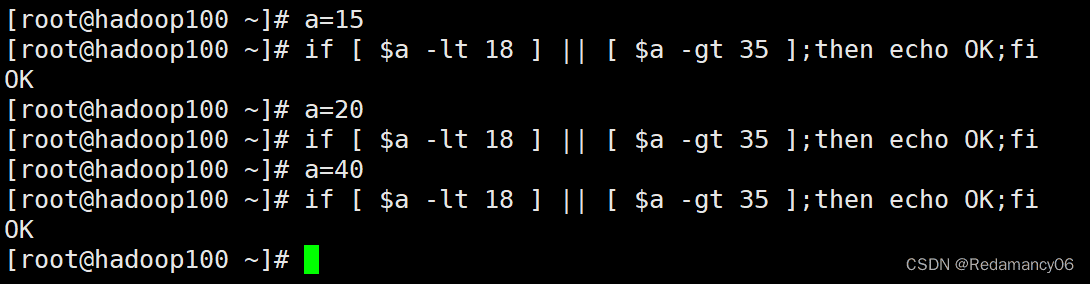 [root@hadoop100 ~]# a=15
[root@hadoop100 ~]# if [ $a -lt 18 ] || [ $a -gt 35 ];then echo OK;fi
OK
[root@hadoop100 ~]# a=20
[root@hadoop100 ~]# if [ $a -lt 18 ] || [ $a -gt 35 ];then echo OK;fi
[root@hadoop100 ~]# a=40
[root@hadoop100 ~]# if [ $a -lt 18 ] || [ $a -gt 35 ];then echo OK;fi
OK
[root@hadoop100 ~]#
CSDN @Redamancy06